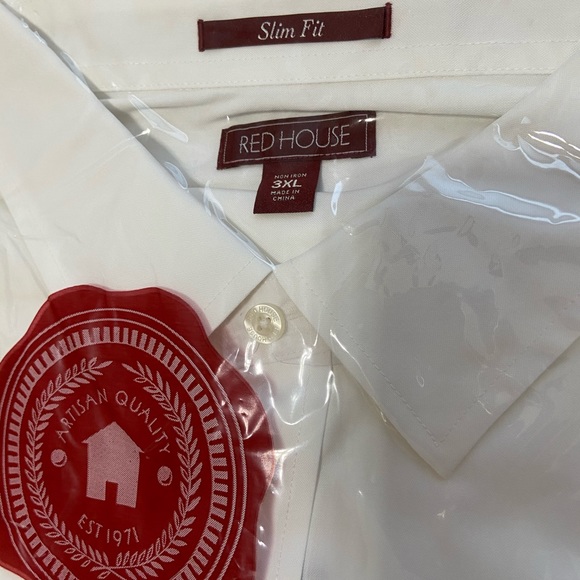 Slim Fit
RED HOUSE
NON IRON
3XL
MADE IN
CHINA
ARTISAN QUALITY
EST 1971